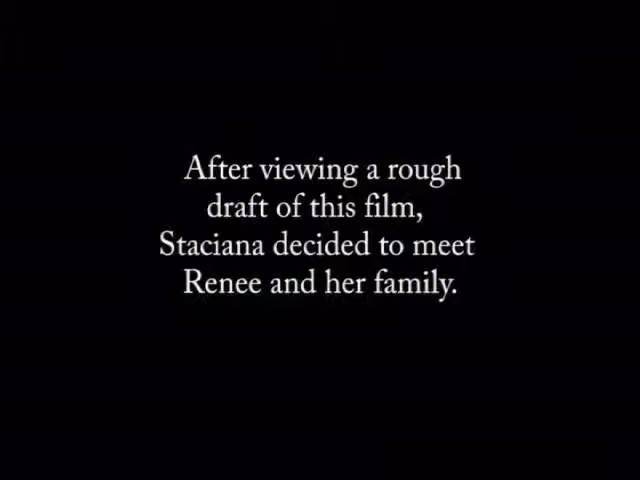 After viewing a rough
draft of this film,
Staciana decided to meet
Renee and her family.